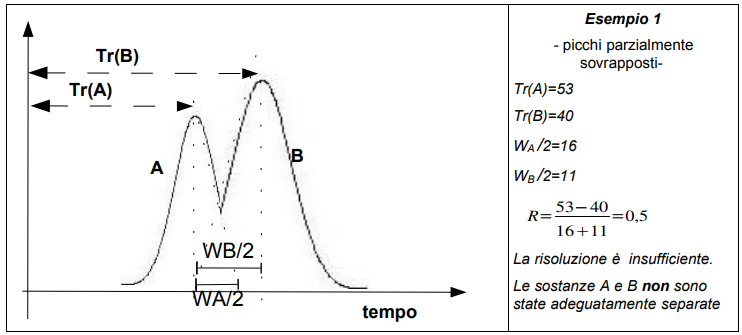 Tr(B)
Tr(A)
A
B
WB/2
WA/2
tempo
Esempio 1
- picchi parzialmente
sovrapposti-
Tr(A)=53
Tr(B)=40
WA/2=16
WB/2=11
R=53−40/16+11=0,5
La risoluzione è insufficiente.
Le sostanze A e B non sono
state adeguatamente separate